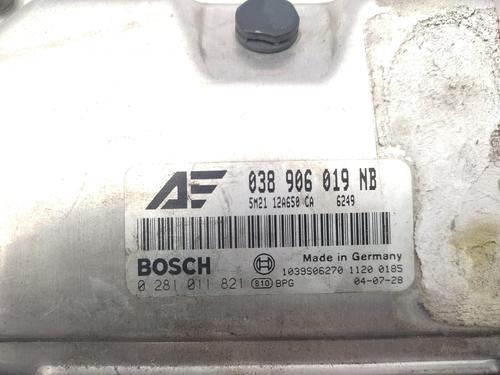 AE 038 906 019 NB
5M21 12A650 CA 6249
Made in Germany
BOSCH 1039S06270 1120 0185
0 281 011 821 810 BPG 04-07-28